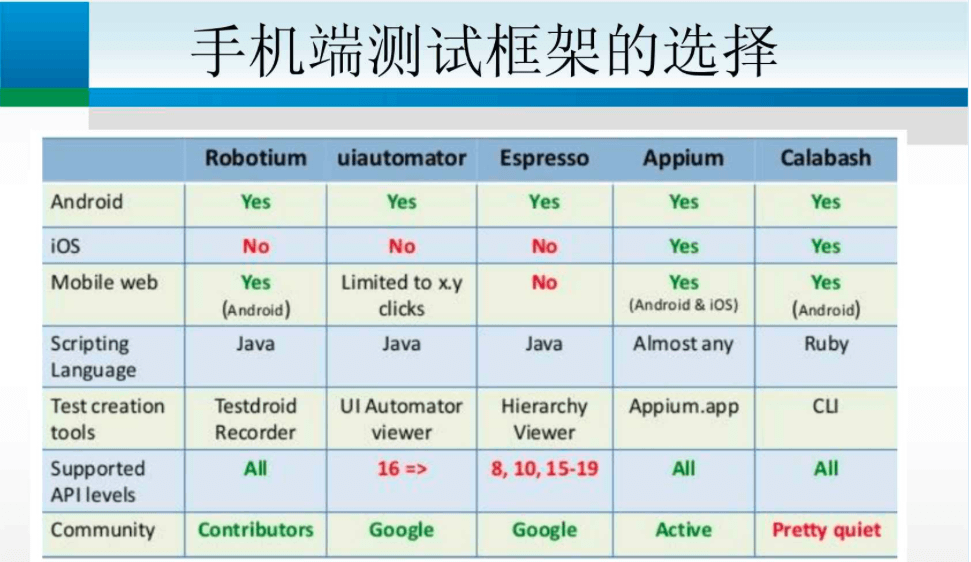 手机端测试框架的选择
Robotium uiautomator Espresso Appium Calabash
Android Yes Yes Yes Yes Yes
iOS No No No Yes Yes
Mobile web Yes Limited to x.y No Yes Yes
(Android) clicks (Android & iOS) (Android)
Scripting Java Java Java Almost any Ruby
Language
Test creation Testdroid UI Automator Hierarchy Appium.app CLI
tools Recorder viewer Viewer
Supported All 16 => 8, 10, 15-19 All All
API levels
Community Contributors Google Google Active Pretty quiet